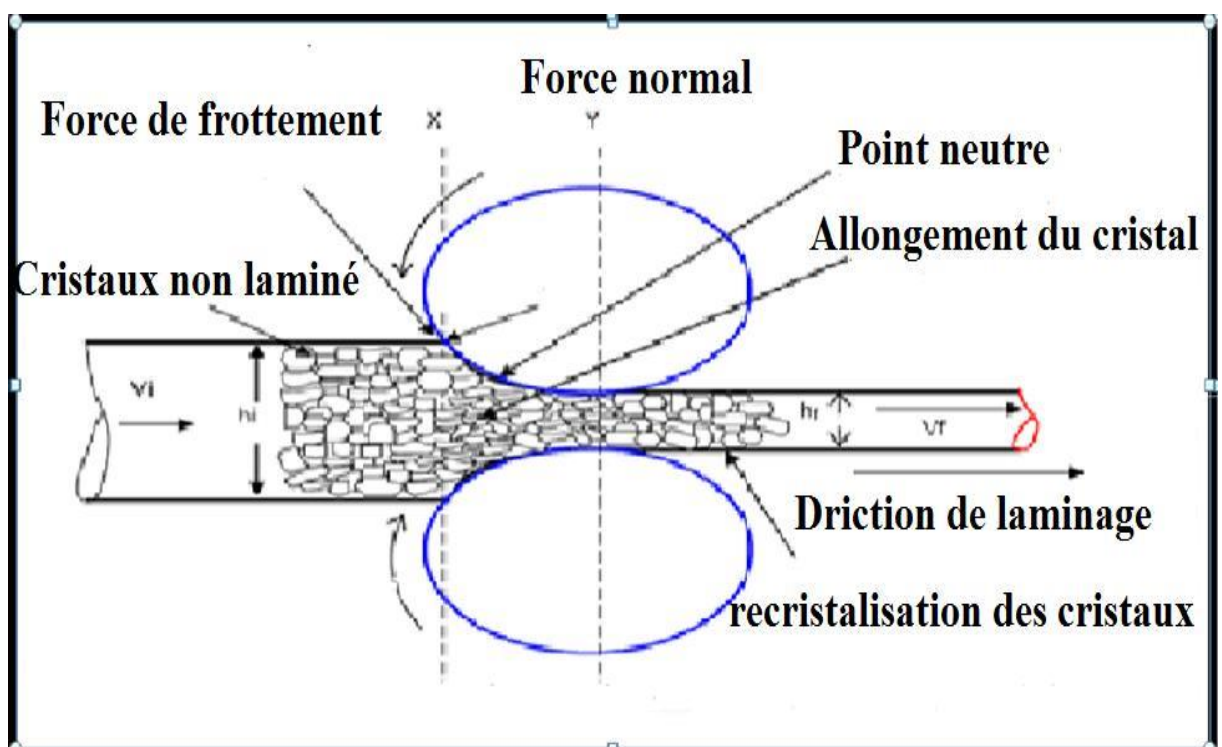 Force normal
Force de frottement
X
Y
Point neutre
Allongement du cristal
Cristaux non laminé
Vi
hi
hf
Vf
Driction de laminage
recristalisation des cristaux